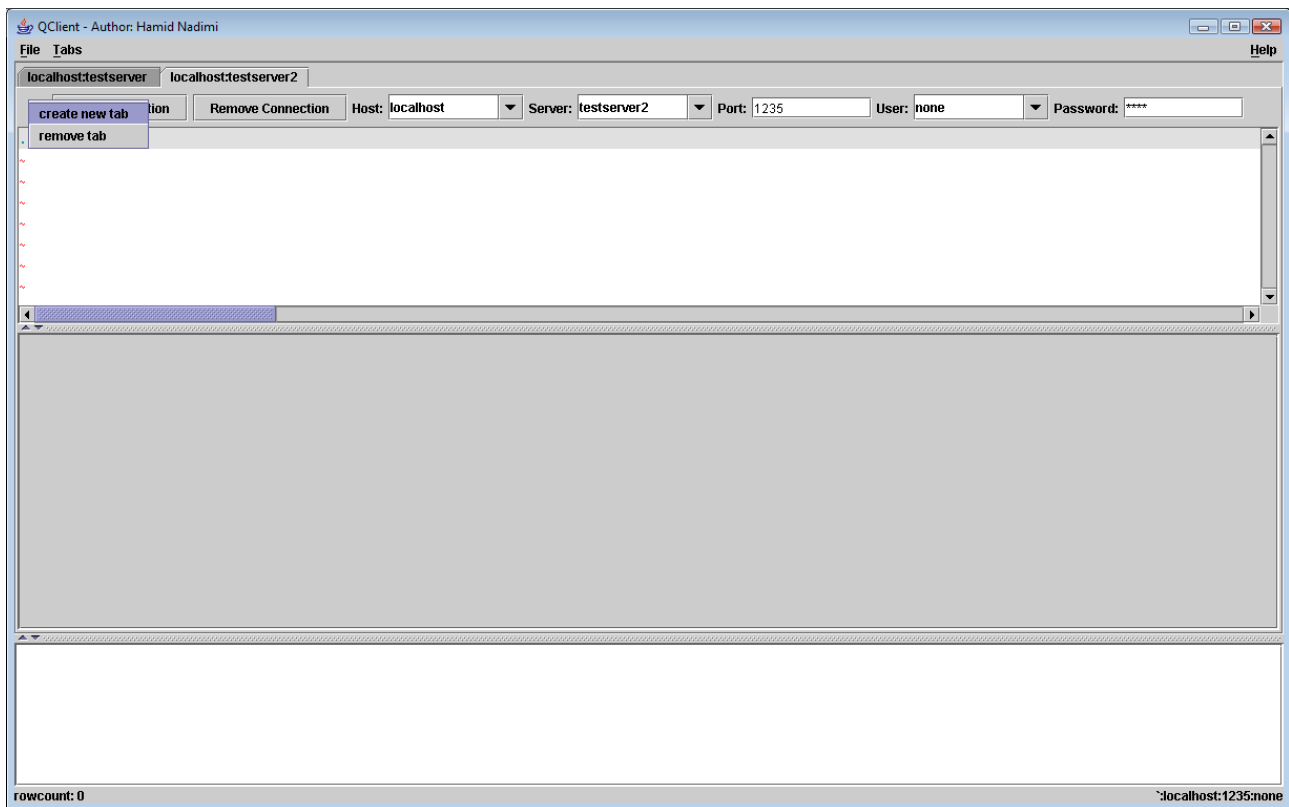 QClient - Author: Hamid Nadimi
File Tabs Help
localhost:testserver localhost:testserver2
tion Remove Connection Host: localhost Server: testserver2 Port: 1235 User: none Password: ****
create new tab
remove tab
.
~
~
~
~
~
~
~
rowcount: 0 `:localhost:1235:none